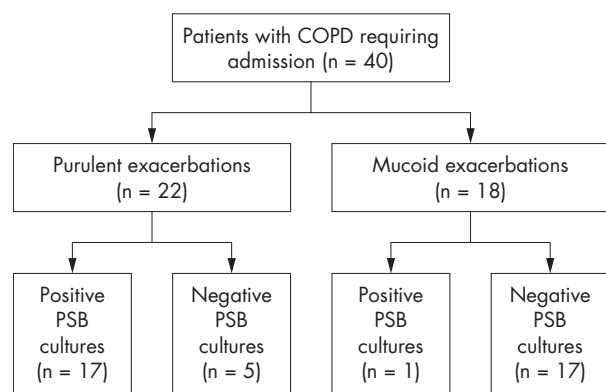 Patients with COPD requiring
admission (n = 40)
Purulent exacerbations
(n = 22)
Mucoid exacerbations
(n = 18)
Positive
PSB
cultures
(n = 17)
Negative
PSB
cultures
(n = 5)
Positive
PSB
cultures
(n = 1)
Negative
PSB
cultures
(n = 17)